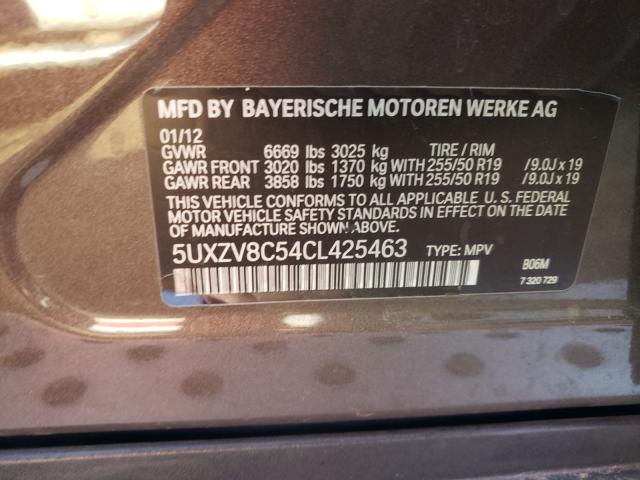 MFD BY BAYERISCHE MOTOREN WERKE AG
01/12
GVWR 6669 lbs 3025 kg TIRE / RIM
GAWR FRONT 3020 lbs 1370 kg WITH 255/50 R19 /9.0J x 19
GAWR REAR 3858 lbs 1750 kg WITH 255/50 R19 /9.0J x 19
THIS VEHICLE CONFORMS TO ALL APPLICABLE U. S. FEDERAL
MOTOR VEHICLE SAFETY STANDARDS IN EFFECT ON THE DATE
OF MANUFACTURE SHOWN ABOVE.
5UXZV8C54CL425463 TYPE: MPV
B06M
7 320 729